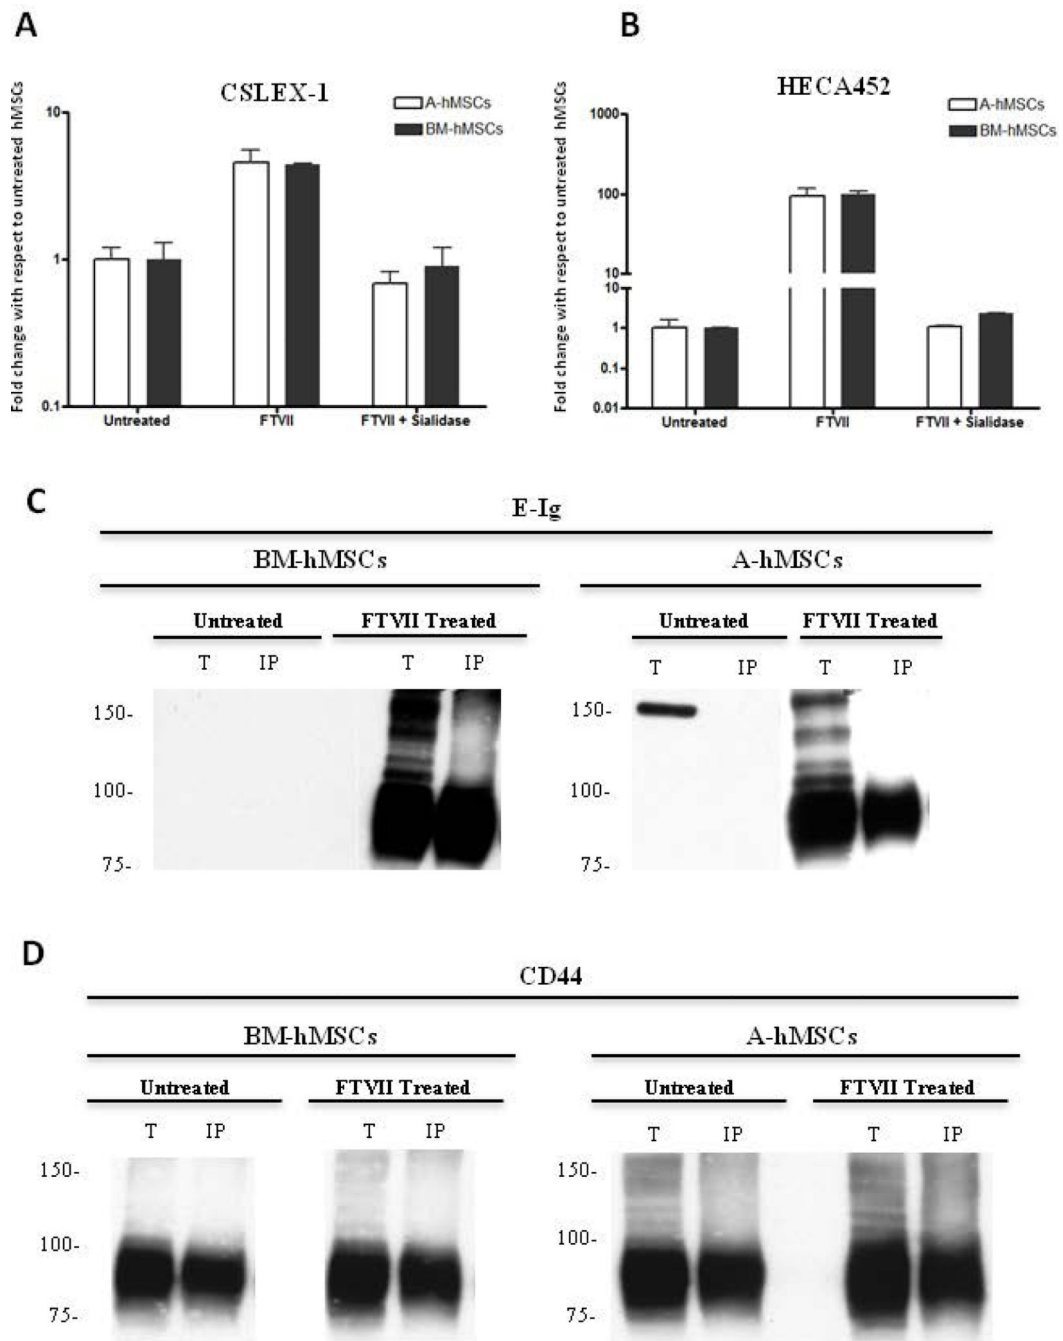 A
CSLEX-1
Fold change with respect to untreated hMSCs
10
1
0.1
A-hMSCs
BM-hMSCs
Untreated
FTVII
FTVII + Sialidase
B
HECA452
Fold change with respect to untreated hMSCs
1000
100
10
10
1
0.1
0.01
A-hMSCs
BM-hMSCs
Untreated
FTVII
FTVII + Sialidase
C
E-Ig
BM-hMSCs
A-hMSCs
Untreated
FTVII Treated
Untreated
FTVII Treated
T IP
T IP
T IP
T IP
150-
100-
75-
150-
100-
75-
D
CD44
BM-hMSCs
A-hMSCs
Untreated
FTVII Treated
Untreated
FTVII Treated
T IP
T IP
T IP
T IP
150-
100-
75-
150-
100-
75-